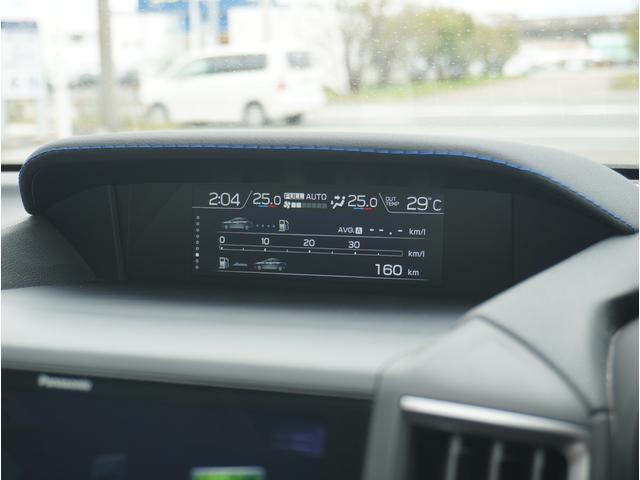 2:04 25.0 FULL AUTO 25.0 OUT TEMP 29°C
AVG. A --.- km/l
0 10 20 30 km/l
160 km
Panasonic